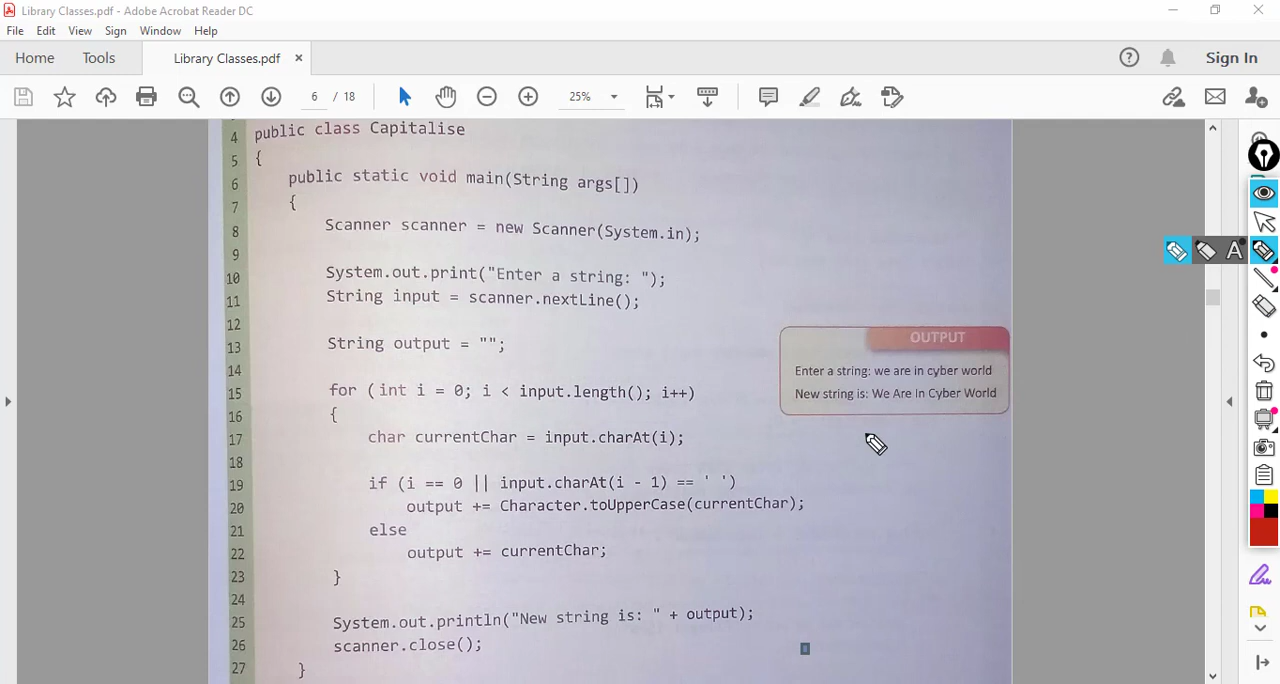 Library Classes.pdf - Adobe Acrobat Reader DC
File Edit View Sign Window Help
Home Tools Library Classes.pdf × Sign In
6 / 18 25%
4 public class Capitalise
5 {
6 public static void main(String args[])
7 {
8 Scanner scanner = new Scanner(System.in);
9
10 System.out.print("Enter a string: ");
11 String input = scanner.nextLine();
12
13 String output = "";
14
15 for (int i = 0; i < input.length(); i++)
16 {
17 char currentChar = input.charAt(i);
18
19 if (i == 0 || input.charAt(i - 1) == ' ')
20 output += Character.toUpperCase(currentChar);
21 else
22 output += currentChar;
23 }
24
25 System.out.println("New string is: " + output);
26 scanner.close();
27 }
OUTPUT
Enter a string: we are in cyber world
New string is: We Are In Cyber World
A